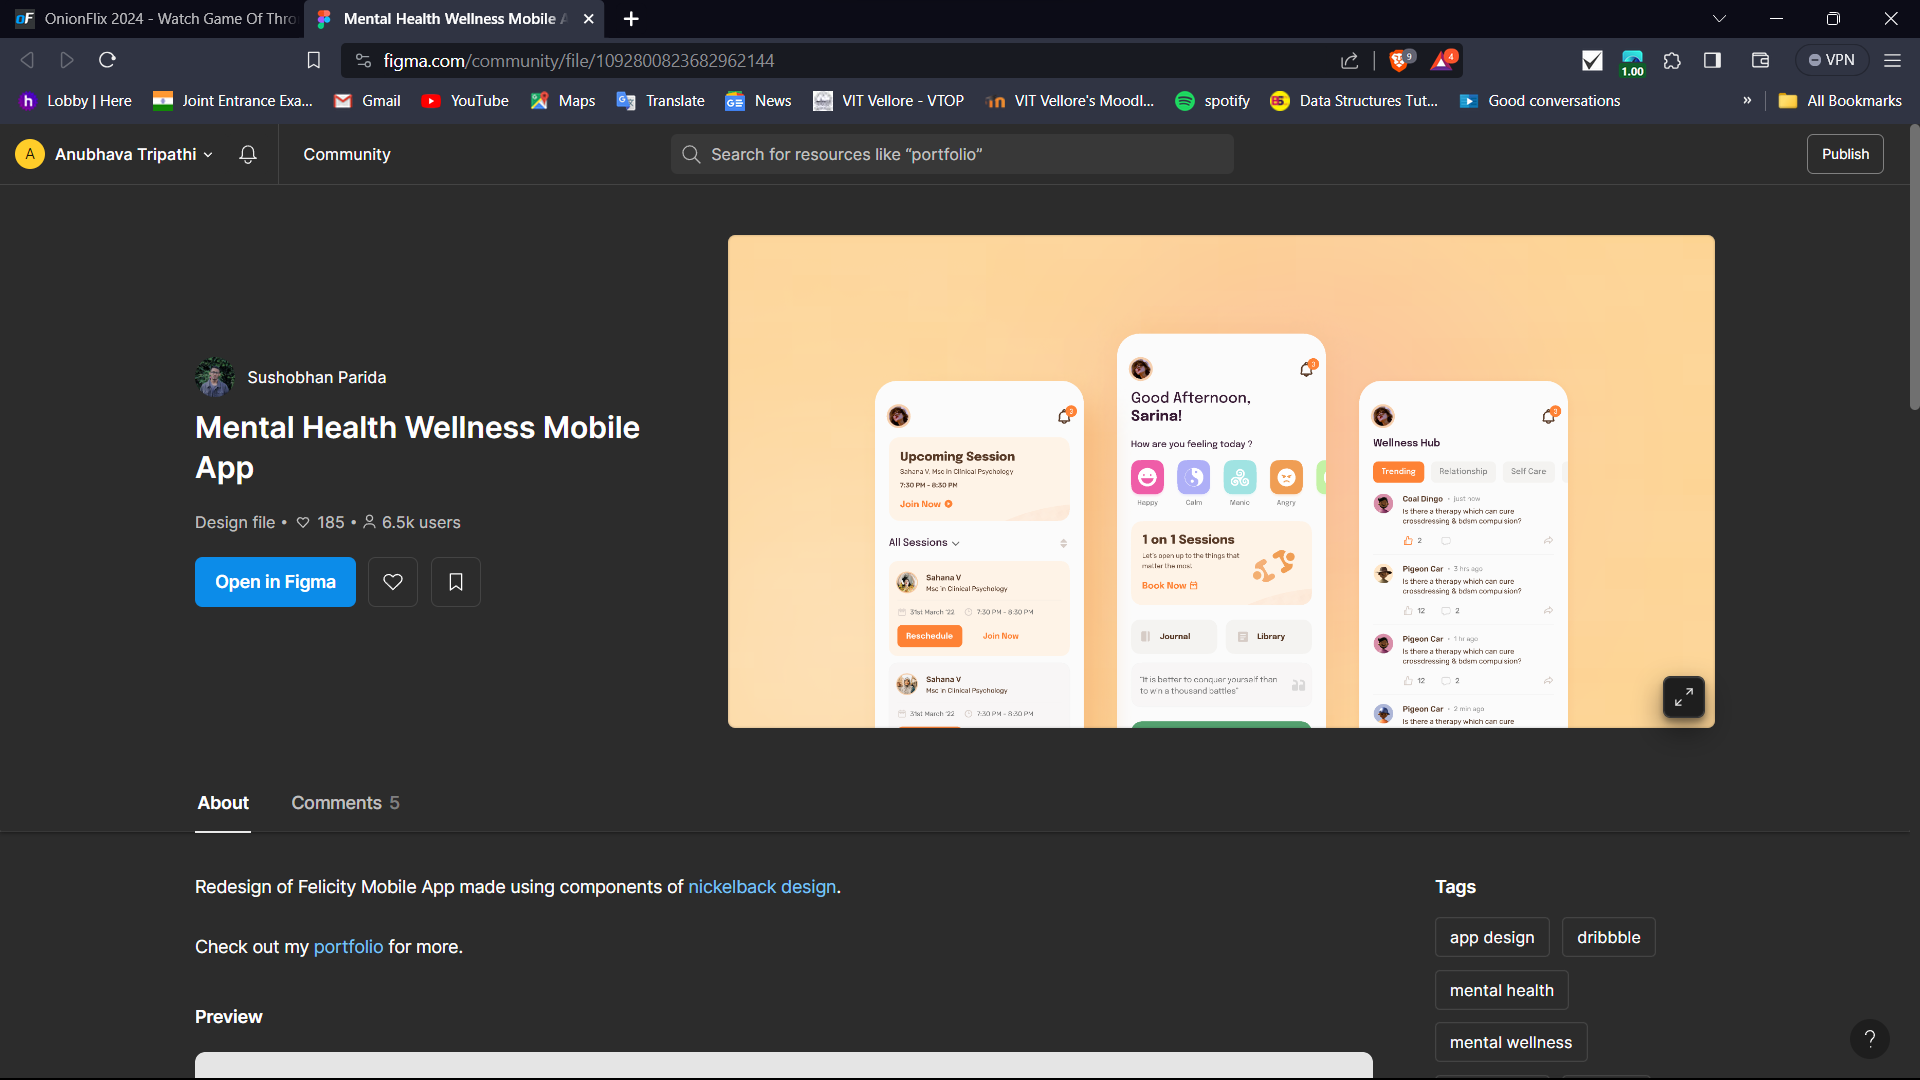 OnionFlix 2024 - Watch Game Of Thro
Mental Health Wellness Mobile A
figma.com/community/file/1092800823682962144
9
4
1.00
VPN
Lobby | Here
Joint Entrance Exa...
Gmail
YouTube
Maps
Translate
News
VIT Vellore - VTOP
VIT Vellore's Moodl...
spotify
Data Structures Tut...
Good conversations
»
All Bookmarks
A
Anubhava Tripathi
Community
Search for resources like “portfolio”
Publish
Sushobhan Parida
Mental Health Wellness Mobile
App
Design file • 185 • 6.5k users
Open in Figma
3
Upcoming Session
Sahana V, Msc in Clinical Psychology
7:30 PM - 8:30 PM
Join Now
All Sessions
Sahana V
Msc in Clinical Psychology
31st March '22 7:30 PM - 8:30 PM
Reschedule Join Now
Sahana V
Msc in Clinical Psychology
31st March '22 7:30 PM - 8:30 PM
3
Good Afternoon,
Sarina!
How are you feeling today ?
Happy Calm Manic Angry
1 on 1 Sessions
Let's open up to the things that
matter the most
Book Now
Journal Library
"It is better to conquer yourself than
to win a thousand battles"
3
Wellness Hub
Trending Relationship Self Care
Coal Dingo • just now
Is there a therapy which can cure
crossdressing & bdsm compulsion?
2
Pigeon Car • 3 hrs ago
Is there a therapy which can cure
crossdressing & bdsm compulsion?
12 2
Pigeon Car • 1 hr ago
Is there a therapy which can cure
crossdressing & bdsm compulsion?
12 2
Pigeon Car • 2 min ago
Is there a therapy which can cure
About
Comments 5
Redesign of Felicity Mobile App made using components of nickelback design.
Check out my portfolio for more.
Preview
Tags
app design
dribbble
mental health
mental wellness
?